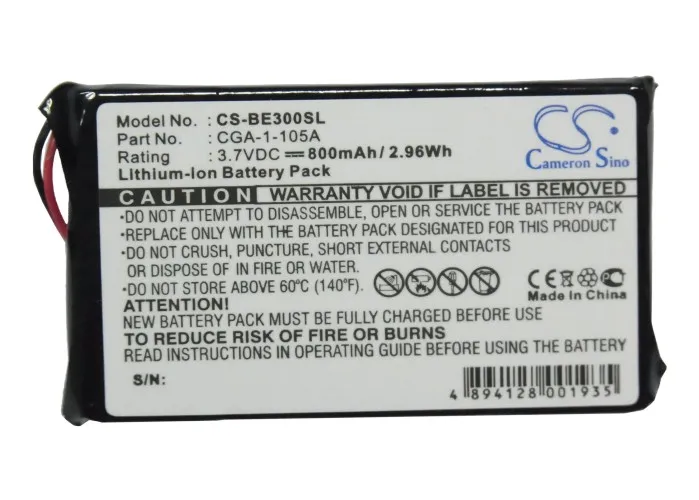 Model No. : CS-BE300SL
Part No. : CGA-1-105A
Rating : 3.7VDC 800mAh / 2.96Wh
Lithium-Ion Battery Pack
CS
Cameron Sino
CAUTION! WARRANTY VOID IF LABEL IS REMOVED
•DO NOT ATTEMPT TO DISASSEMBLE, OPEN OR SERVICE THE BATTERY PACK
•REPLACE WITH THE BATTERY PACK DESIGNATED FOR THIS PRODUCT
•DO NOT CRUSH, PUNCTURE, SHORT EXTERNAL CONTACTS
OR DISPOSE OF IN FIRE OR WATER.
•DO NOT STORE ABOVE 60°C (140°F).
CE
Made In China
ATTENTION!
NEW BATTERY PACK MUST BE FULLY CHARGED BEFORE USE
TO REDUCE RISK OF FIRE OR BURNS
READ INSTRUCTIONS FOR OPERATING GUIDE BEFORE USE
S/N:
4 894128 001935